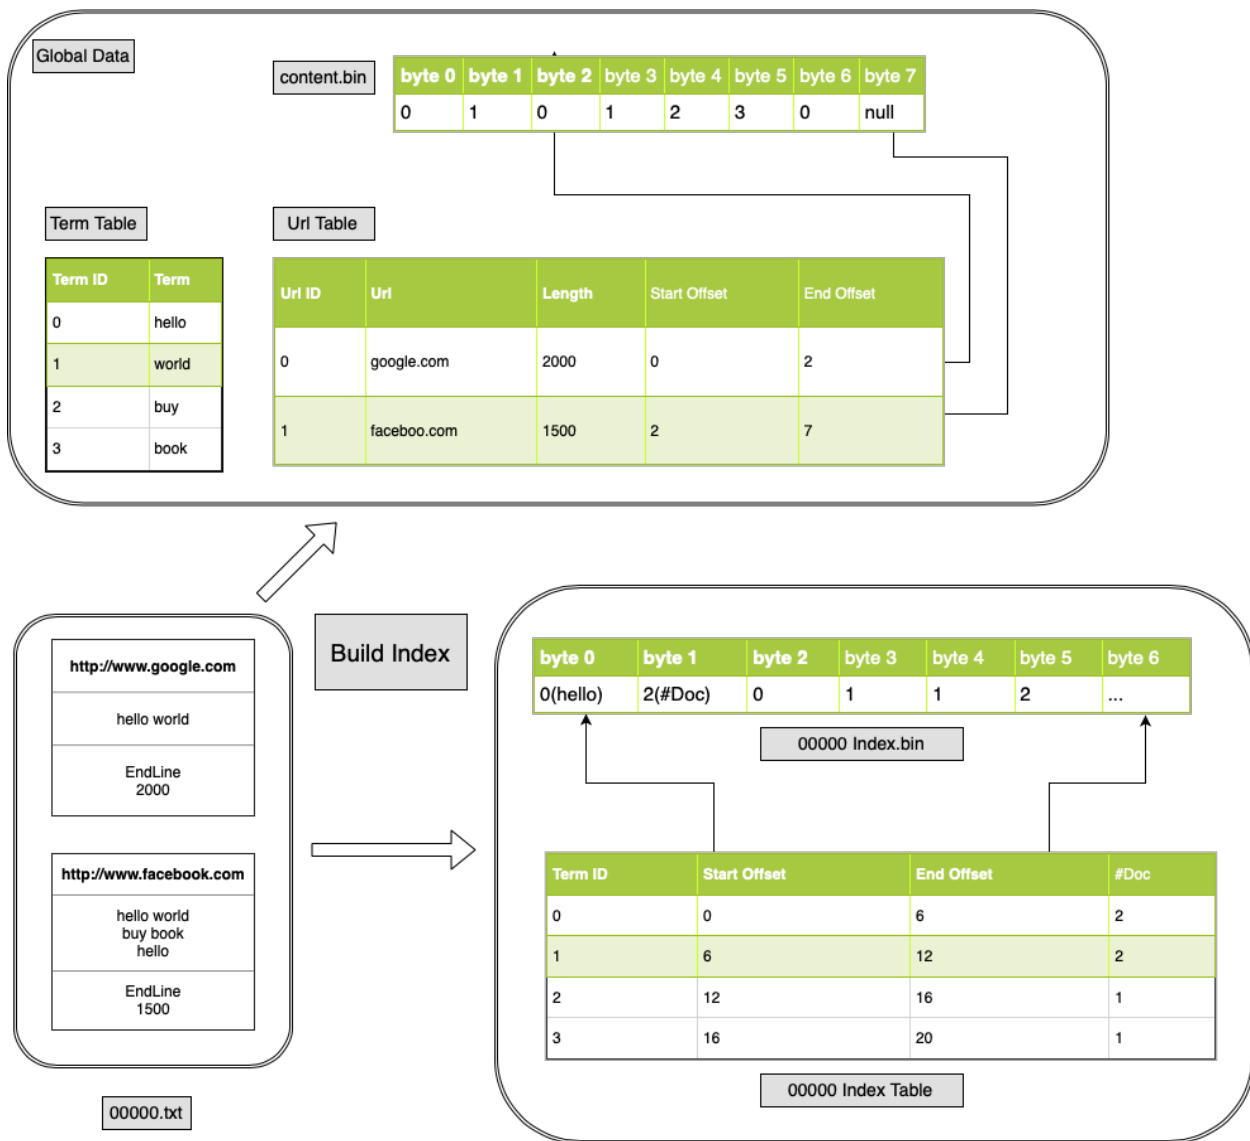 Global Data
content.bin
byte 0 byte 1 byte 2 byte 3 byte 4 byte 5 byte 6 byte 7
0 1 0 1 2 3 0 null
Term Table
Term ID Term
0 hello
1 world
2 buy
3 book
Url Table
Url ID Url Length Start Offset End Offset
0 google.com 2000 0 2
1 faceboo.com 1500 2 7
http://www.google.com
hello world
EndLine
2000
http://www.facebook.com
hello world
buy book
hello
EndLine
1500
00000.txt
Build Index
byte 0 byte 1 byte 2 byte 3 byte 4 byte 5 byte 6
0(hello) 2(#Doc) 0 1 1 2 ...
00000 Index.bin
Term ID Start Offset End Offset #Doc
0 0 6 2
1 6 12 2
2 12 16 1
3 16 20 1
00000 Index Table